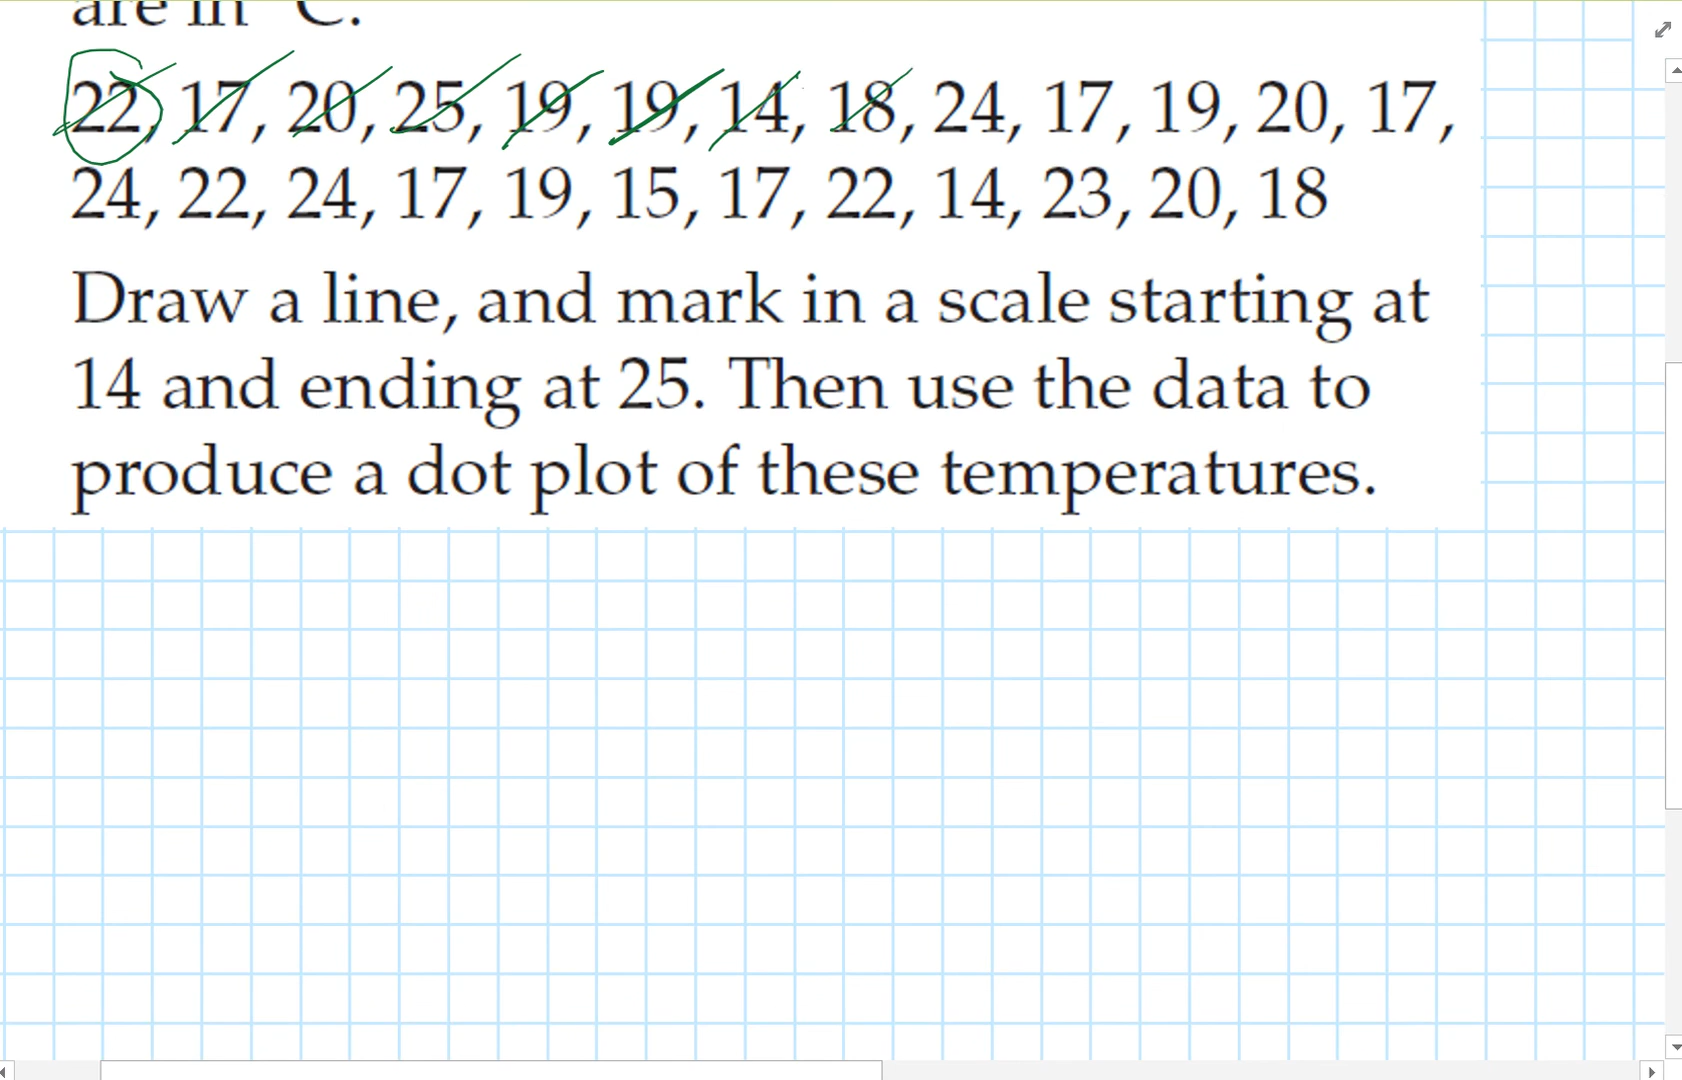 are in °C.
22, 17, 20, 25, 19, 19, 14, 18, 24, 17, 19, 20, 17,
24, 22, 24, 17, 19, 15, 17, 22, 14, 23, 20, 18
Draw a line, and mark in a scale starting at
14 and ending at 25. Then use the data to
produce a dot plot of these temperatures.